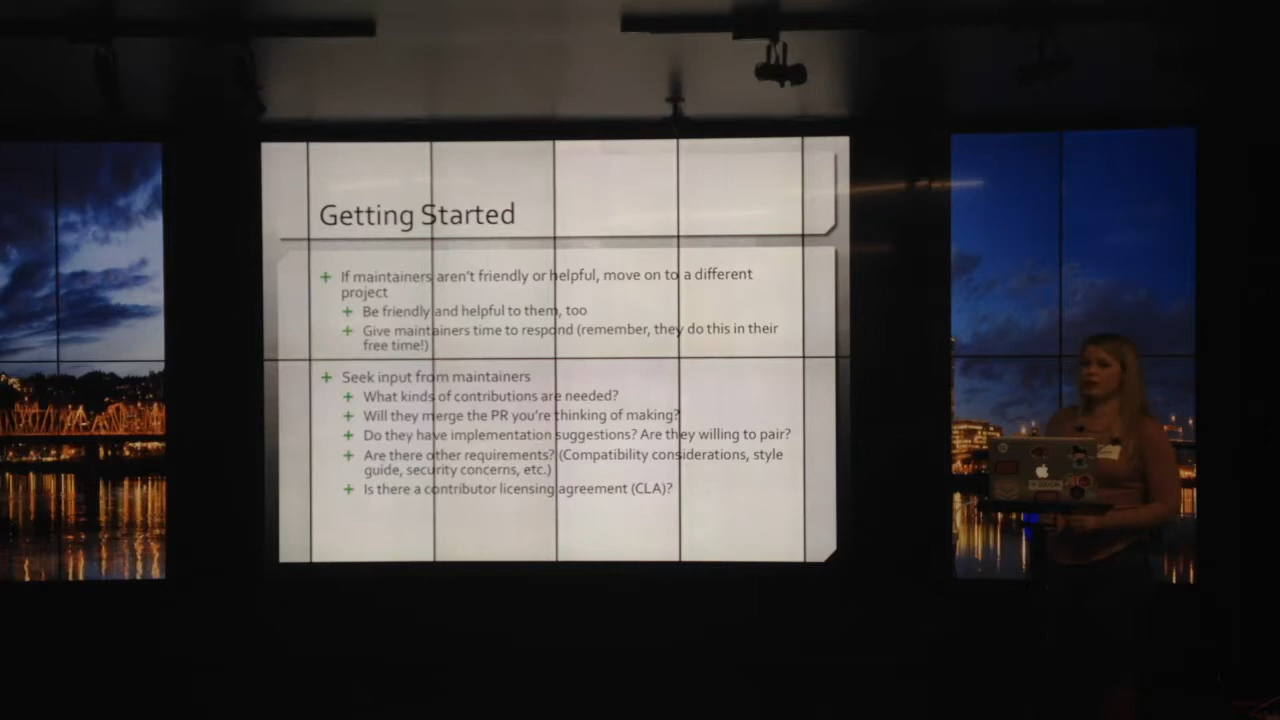 Getting Started
+ If maintainers aren't friendly or helpful, move on to a different
project
+ Be friendly and helpful to them, too
+ Give maintainers time to respond (remember, they do this in their
free time!)
+ Seek input from maintainers
+ What kinds of contributions are needed?
+ Will they merge the PR you're thinking of making?
+ Do they have implementation suggestions? Are they willing to pair?
+ Are there other requirements? (Compatibility considerations, style
guide, security concerns, etc.)
+ Is there a contributor licensing agreement (CLA)?